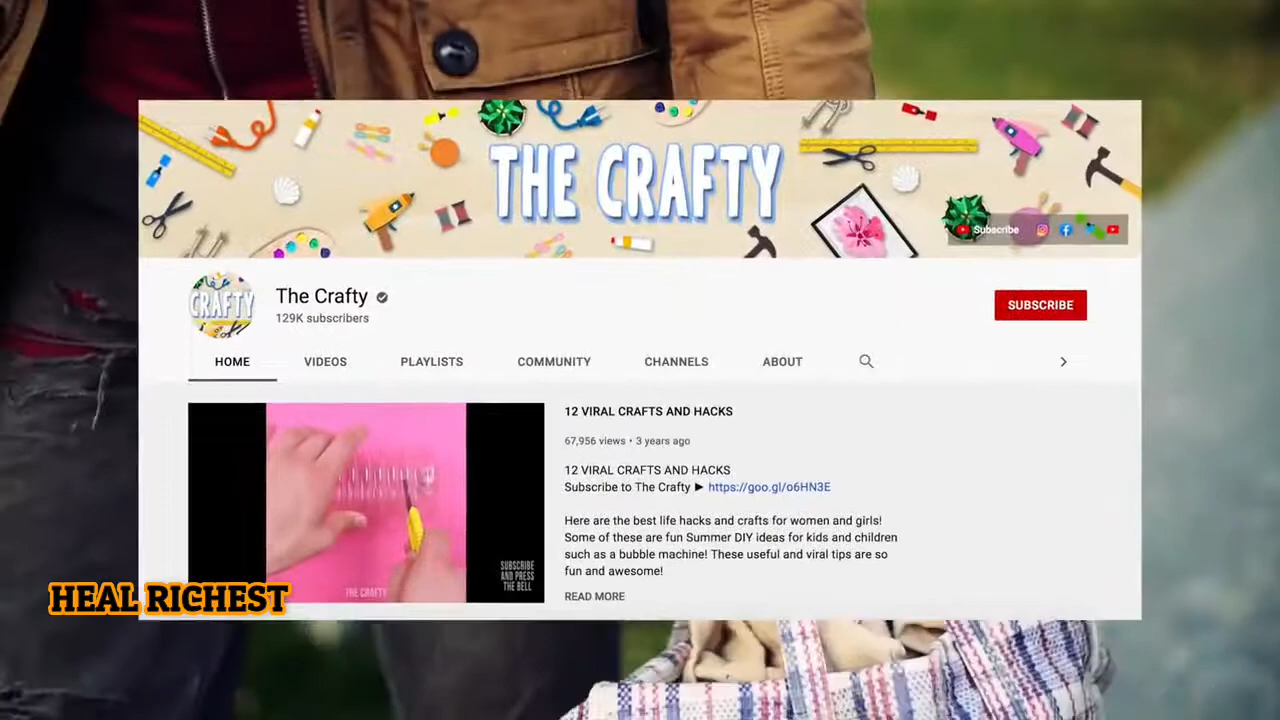 THE CRAFTY
Subscribe
CRAFTY
The Crafty
129K subscribers
SUBSCRIBE
HOME VIDEOS PLAYLISTS COMMUNITY CHANNELS ABOUT
12 VIRAL CRAFTS AND HACKS
67,956 views • 3 years ago
12 VIRAL CRAFTS AND HACKS
Subscribe to The Crafty ► https://goo.gl/o6HN3E
Here are the best life hacks and crafts for women and girls!
Some of these are fun Summer DIY ideas for kids and children
such as a bubble machine! These useful and viral tips are so
fun and awesome!
READ MORE
SUBSCRIBE
AND PRESS
THE BELL
THE CRAFTY
HEAL RICHEST